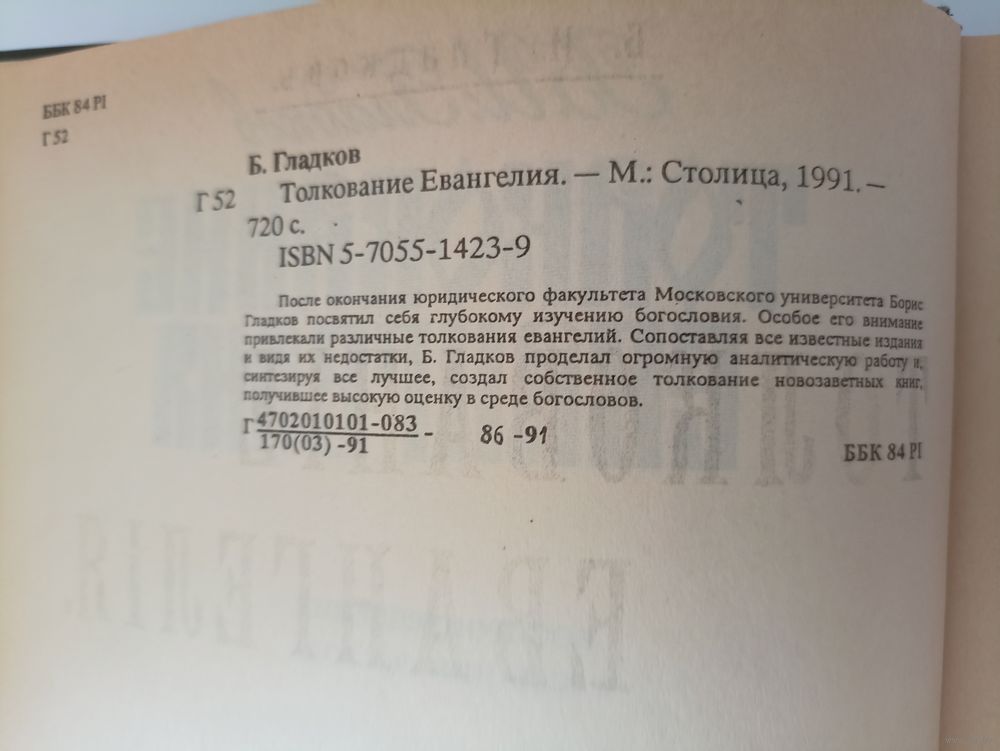 ББК 84 РI
Г 52
Б. Гладков
Г 52 Толкование Евангелия. — М.: Столица, 1991. —
720 с.
ISBN 5-7055-1423-9
После окончания юридического факультета Московского университета Борис
Гладков посвятил себя глубокому изучению богословия. Особое его внимание
привлекали различные толкования евангелий. Сопоставляя все известные издания
и видя их недостатки, Б. Гладков проделал огромную аналитическую работу и,
синтезируя все лучшее, создал собственное толкование новозаветных книг,
получившее высокую оценку в среде богословов.
Г 4702010101-083 - 86 -91
170(03) -91
ББК 84 РI